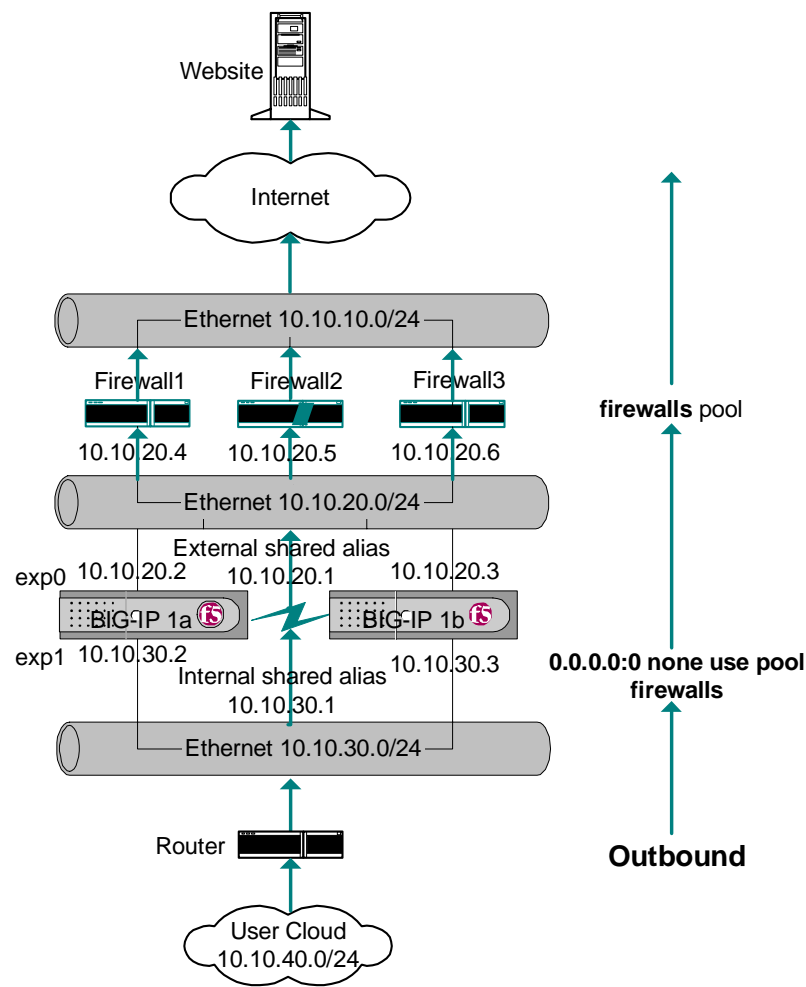 Website
Internet
Ethernet 10.10.10.0/24
Firewall1
Firewall2
Firewall3
firewalls pool
10.10.20.4
10.10.20.5
10.10.20.6
Ethernet 10.10.20.0/24
External shared alias
exp0
10.10.20.2
10.10.20.1
10.10.20.3
BIG-IP 1a
f5
BIG-IP 1b
f5
exp1
10.10.30.2
10.10.30.3
0.0.0.0:0 none use pool
firewalls
Internal shared alias
10.10.30.1
Ethernet 10.10.30.0/24
Router
Outbound
User Cloud
10.10.40.0/24